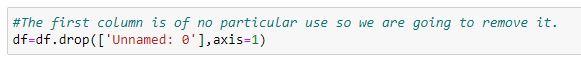 #The first column is of no particular use so we are going to remove it.
df=df.drop(['Unnamed: 0'],axis=1)